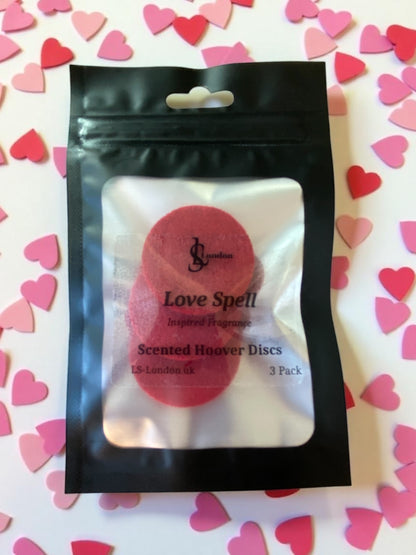 LS London
Love Spell
Inspired Fragrance
Scented Hoover Discs
LS-London.uk 3 Pack